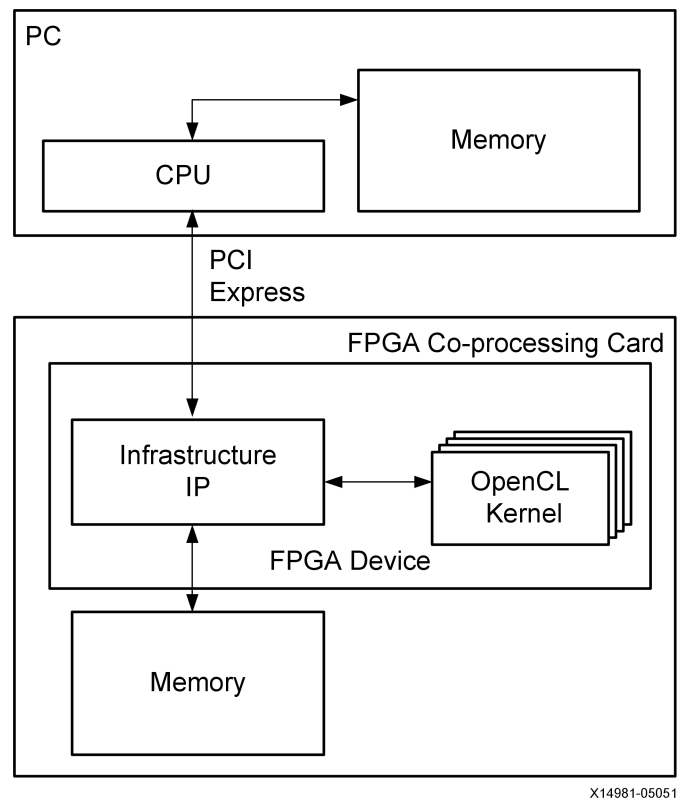 PC
Memory
CPU
PCI
Express
FPGA Co-processing Card
Infrastructure
IP
OpenCL
Kernel
FPGA Device
Memory
X14981-05051